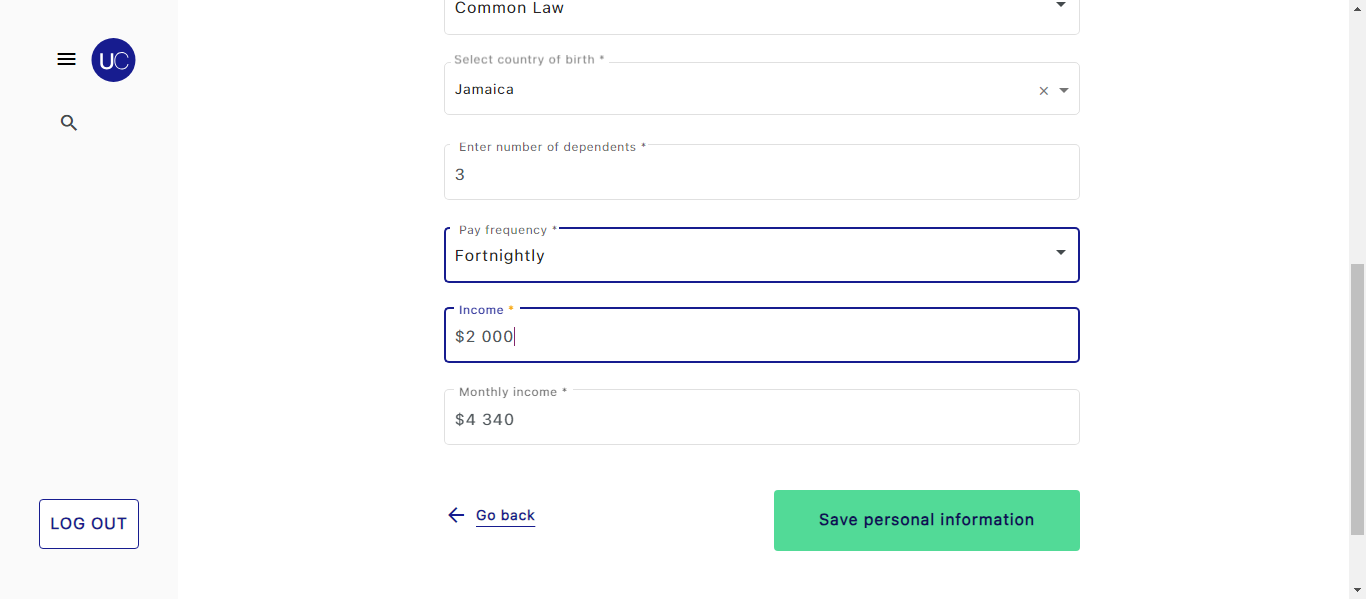 Common Law
UC
Select country of birth *
Jamaica
Enter number of dependents *
3
Pay frequency *
Fortnightly
Income *
$2 000
Monthly income *
$4 340
Go back
Save personal information
LOG OUT